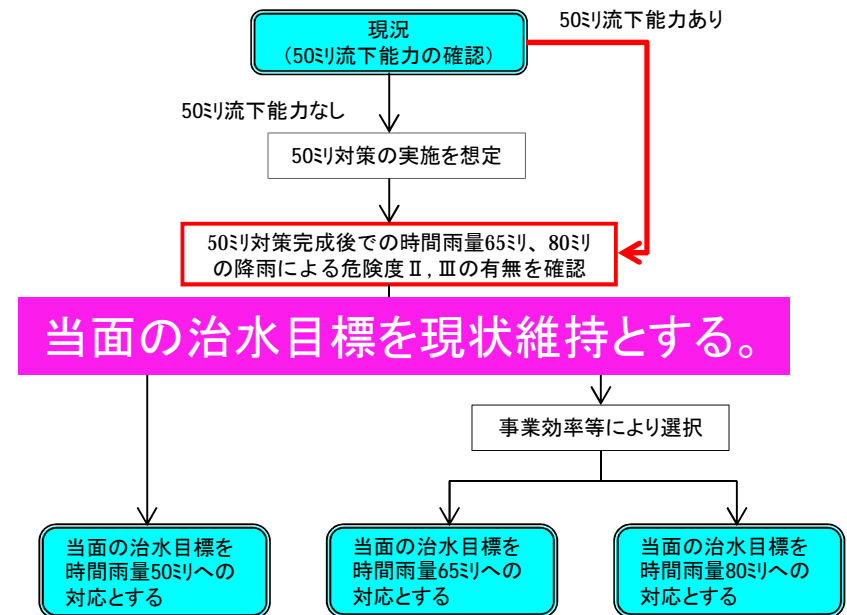 50ﾐﾘ流下能力あり
現況
(50ﾐﾘ流下能力の確認)
50ﾐﾘ流下能力なし
50ﾐﾘ対策の実施を想定
50ﾐﾘ対策完成後での時間雨量65ﾐﾘ、80ﾐﾘ
の降雨による危険度Ⅱ,Ⅲの有無を確認
当面の治水目標を現状維持とする。
事業効率等により選択
当面の治水目標を
時間雨量50ﾐﾘへの
対応とする
当面の治水目標を
時間雨量65ﾐﾘへの
対応とする
当面の治水目標を
時間雨量80ﾐﾘへの
対応とする